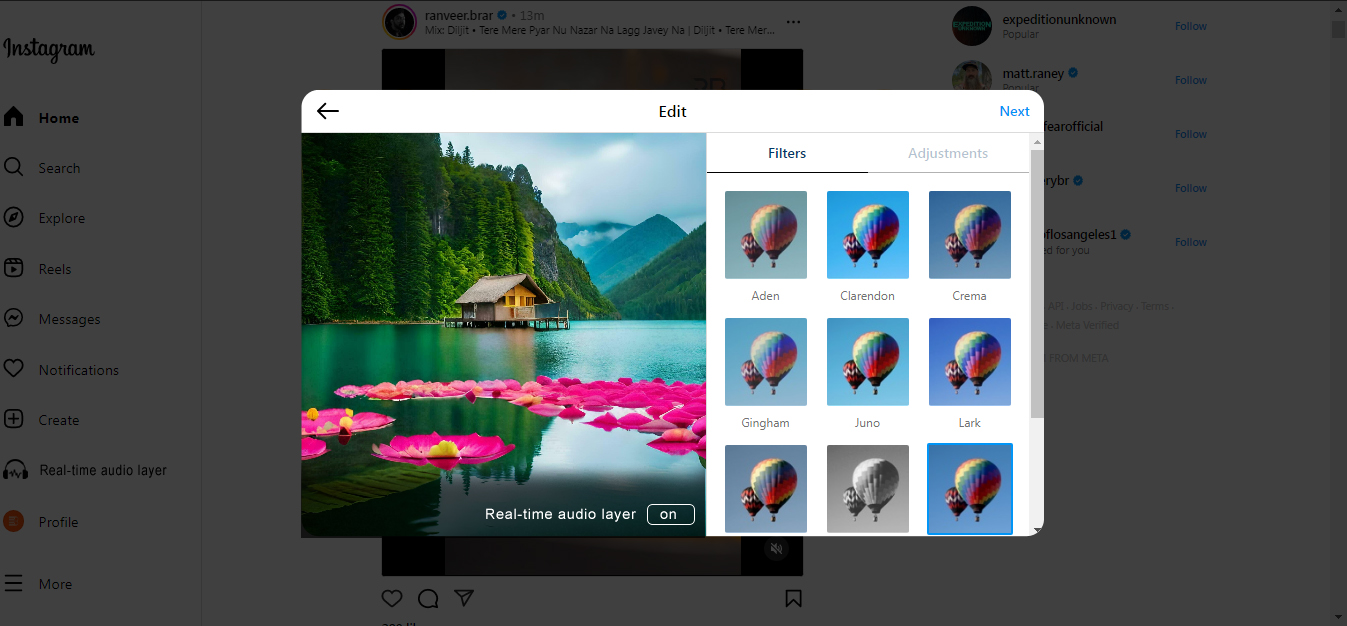 Instagram
Home
Search
Explore
Reels
Messages
Notifications
Create
Real-time audio layer
Profile
More
ranveer.brar • 13m
Mix: Diljit • Tere Mere Pyar Nu Nazar Na Lagg Javey Na | Diljit • Tere Mer...
Edit
Next
Real-time audio layer on
Filters Adjustments
Aden Clarendon Crema
Gingham Juno Lark
expeditionunknown
Popular
Follow
matt.raney
Popular
Follow
fearofficial
Follow
rybr
Follow
oflosangeles1
ed for you
Follow
API · Jobs · Privacy · Terms ·
· Meta Verified
FROM META